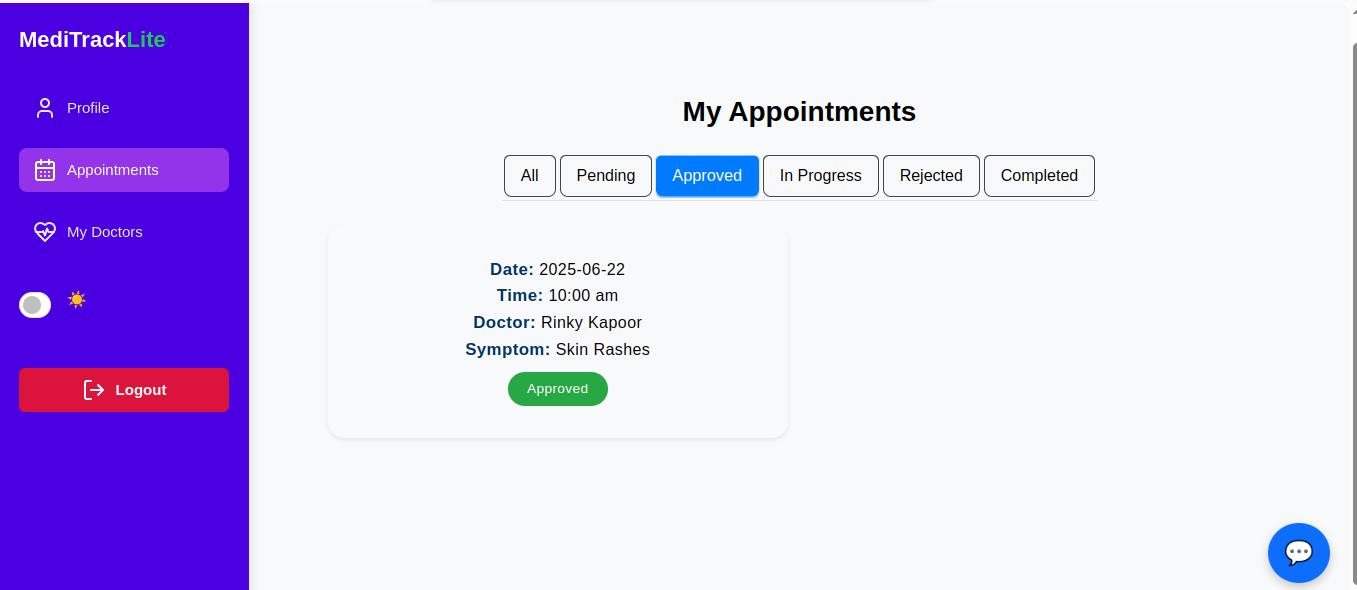 MediTrackLite
Profile
Appointments
My Doctors
Logout
My Appointments
All Pending Approved In Progress Rejected Completed
Date: 2025-06-22
Time: 10:00 am
Doctor: Rinky Kapoor
Symptom: Skin Rashes
Approved